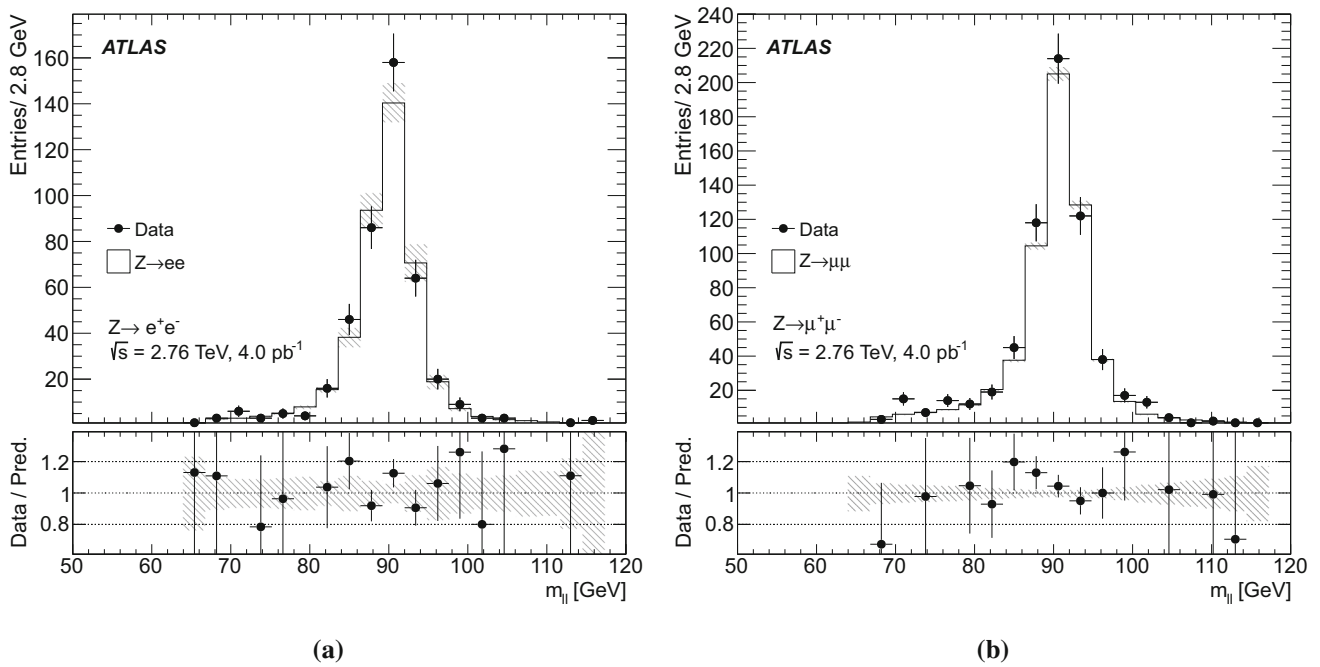 Entries/ 2.8 GeV
160
140
120
100
80
60
40
20
ATLAS
Data
Z→ee
Z→ e+e-
√s = 2.76 TeV, 4.0 pb-1
Data / Pred.
1.2
1
0.8
50 60 70 80 90 100 110 120
m_ll [GeV]
(a)
Entries/ 2.8 GeV
240
220
200
180
160
140
120
100
80
60
40
20
ATLAS
Data
Z→μμ
Z→μ+μ-
√s = 2.76 TeV, 4.0 pb-1
Data / Pred.
1.2
1
0.8
50 60 70 80 90 100 110 120
m_ll [GeV]
(b)